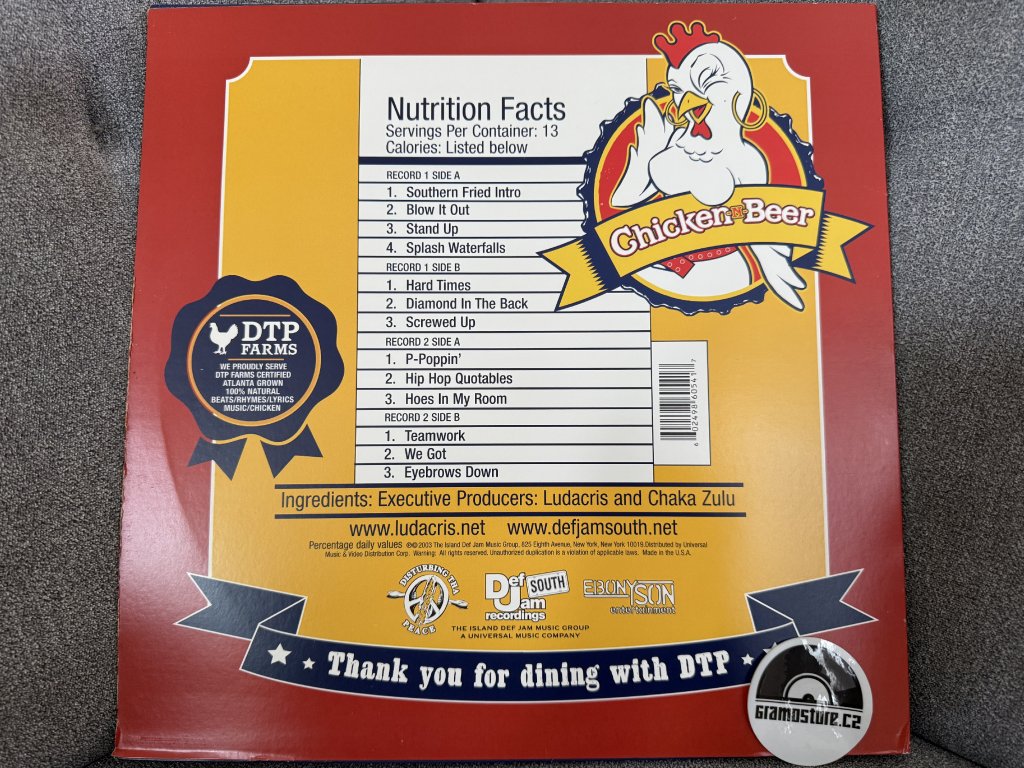 Nutrition Facts
Servings Per Container: 13
Calories: Listed below
RECORD 1 SIDE A
1. Southern Fried Intro
2. Blow It Out
3. Stand Up
4. Splash Waterfalls
RECORD 1 SIDE B
1. Hard Times
2. Diamond In The Back
3. Screwed Up
RECORD 2 SIDE A
1. P-Poppin'
2. Hip Hop Quotables
3. Hoes In My Room
RECORD 2 SIDE B
1. Teamwork
2. We Got
3. Eyebrows Down
Chicken-N-Beer
DTP
FARMS
WE PROUDLY SERVE
DTP FARMS CERTIFIED
ATLANTA GROWN
100% NATURAL
BEATS/RHYMES/LYRICS
MUSIC/CHICKEN
6 02498 60541 7
Ingredients: Executive Producers: Ludacris and Chaka Zulu
www.ludacris.net www.defjamsouth.net
Percentage daily values ℗© 2003 The Island Def Jam Music Group, 825 Eighth Avenue, New York, New York 10019.Distributed by Universal
Music & Video Distribution Corp. Warning: All rights reserved. Unauthorized duplication is a violation of applicable laws. Made in the U.S.A.
DISTURBING THA
PEACE
Def SOUTH
Jam
recordings
EBONY SON
entertainment
THE ISLAND DEF JAM MUSIC GROUP
A UNIVERSAL MUSIC COMPANY
Thank you for dining with DTP
Gramostore.cz